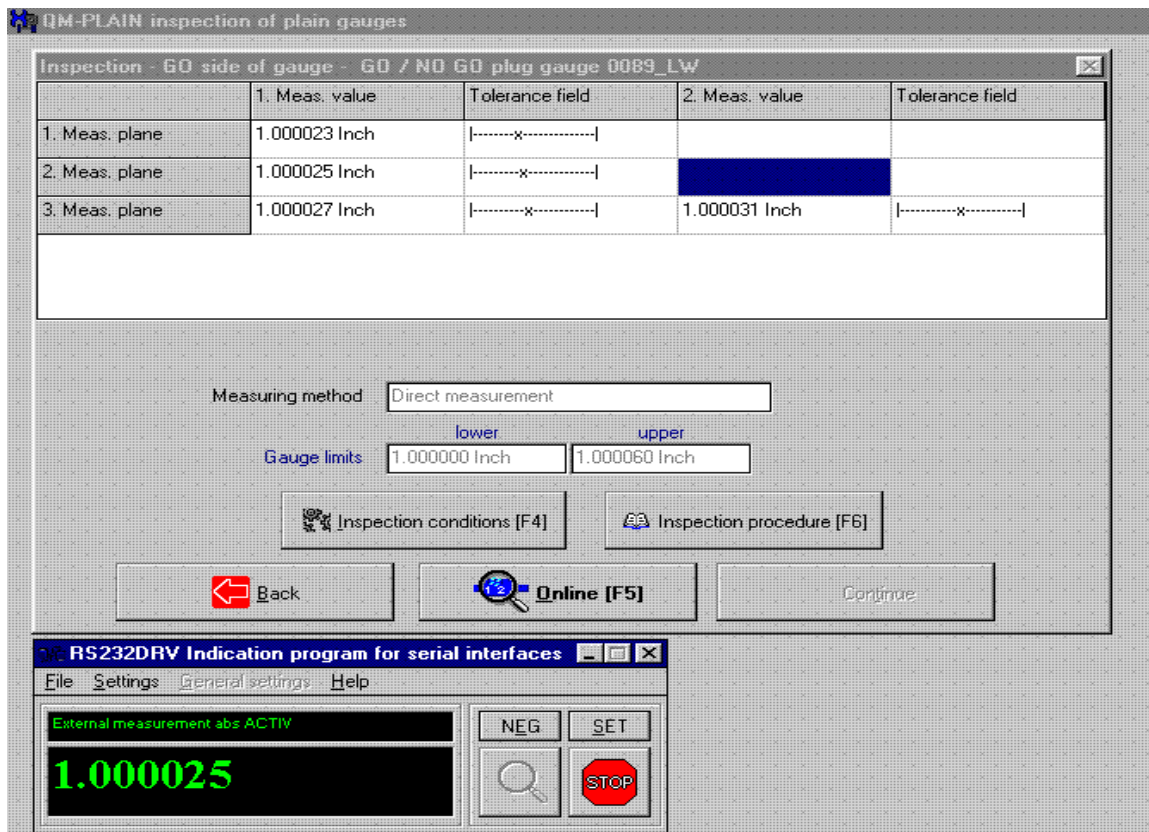 QM-PLAIN inspection of plain gauges
Inspection - GO side of gauge - GO / NO GO plug gauge 0089_LW
1. Meas. value Tolerance field 2. Meas. value Tolerance field
1. Meas. plane 1.000023 Inch |-------x-------------|
2. Meas. plane 1.000025 Inch |--------x------------|
3. Meas. plane 1.000027 Inch |---------x-----------| 1.000031 Inch |----------x----------|
Measuring method Direct measurement
lower upper
Gauge limits 1.000000 Inch 1.000060 Inch
Inspection conditions [F4] Inspection procedure [F6]
Back Online [F5] Continue
RS232DRV Indication program for serial interfaces
File Settings General settings Help
External measurement abs ACTIV
NEG SET
1.000025
STOP